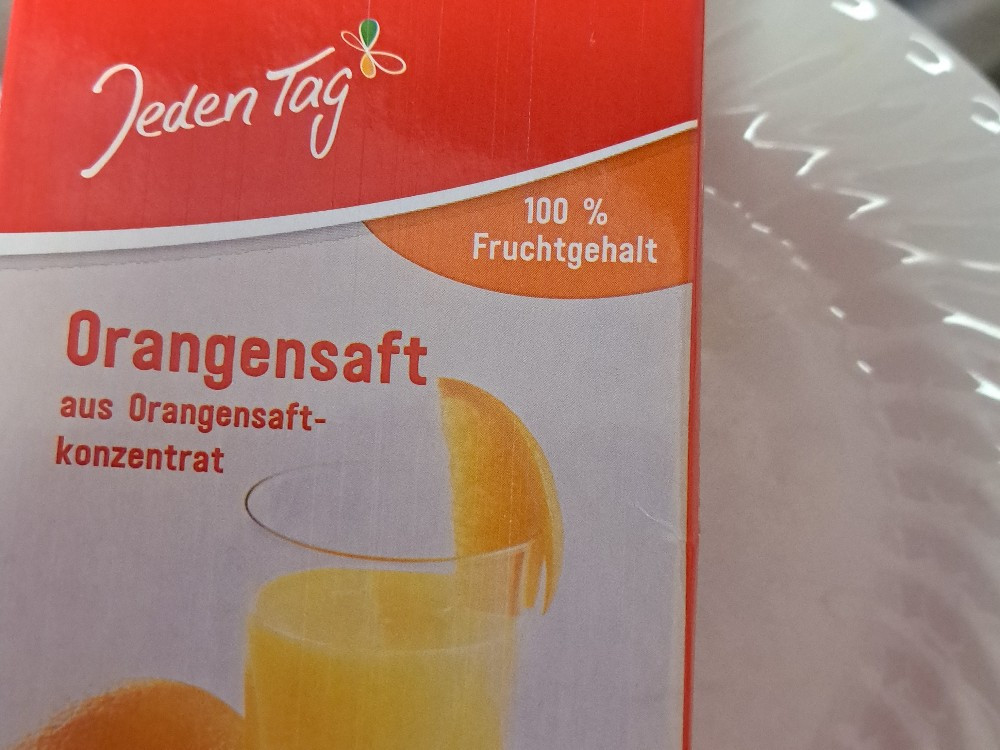 Jeden Tag
100 %
Fruchtgehalt
Orangensaft
aus Orangensaft-
konzentrat